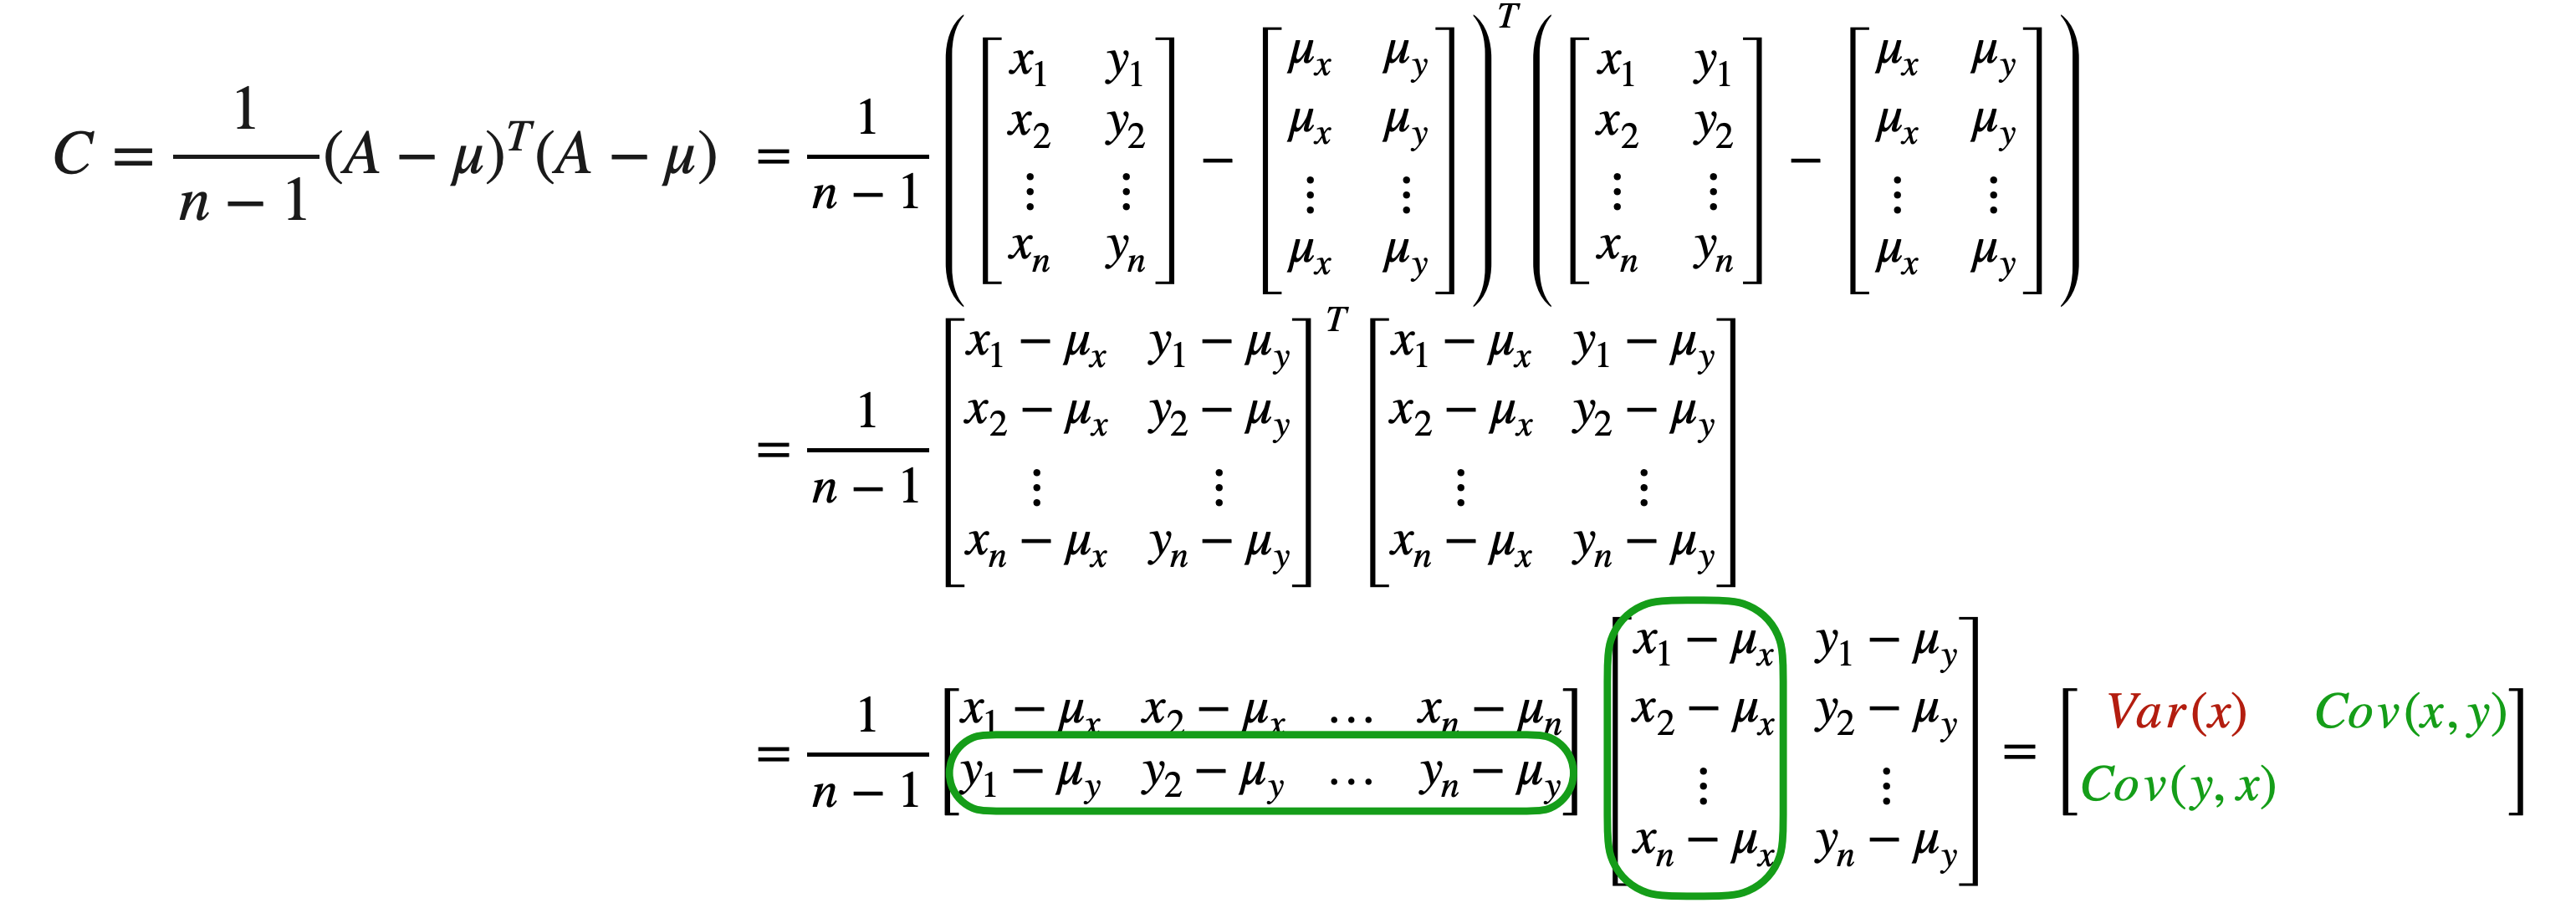 C = \frac{1}{n-1}(A - \mu)^T(A - \mu) = \frac{1}{n-1} \left( \begin{bmatrix} x_1 & y_1 \\ x_2 & y_2 \\ \vdots & \vdots \\ x_n & y_n \end{bmatrix} - \begin{bmatrix} \mu_x & \mu_y \\ \mu_x & \mu_y \\ \vdots & \vdots \\ \mu_x & \mu_y \end{bmatrix} \right)^T \left( \begin{bmatrix} x_1 & y_1 \\ x_2 & y_2 \\ \vdots & \vdots \\ x_n & y_n \end{bmatrix} - \begin{bmatrix} \mu_x & \mu_y \\ \mu_x & \mu_y \\ \vdots & \vdots \\ \mu_x & \mu_y \end{bmatrix} \right)
= \frac{1}{n-1} \begin{bmatrix} x_1 - \mu_x & y_1 - \mu_y \\ x_2 - \mu_x & y_2 - \mu_y \\ \vdots & \vdots \\ x_n - \mu_x & y_n - \mu_y \end{bmatrix}^T \begin{bmatrix} x_1 - \mu_x & y_1 - \mu_y \\ x_2 - \mu_x & y_2 - \mu_y \\ \vdots & \vdots \\ x_n - \mu_x & y_n - \mu_y \end{bmatrix}
= \frac{1}{n-1} \begin{bmatrix} x_1 - \mu_x & x_2 - \mu_x & \dots & x_n - \mu_n \\ y_1 - \mu_y & y_2 - \mu_y & \dots & y_n - \mu_y \end{bmatrix} \begin{bmatrix} x_1 - \mu_x & y_1 - \mu_y \\ x_2 - \mu_x & y_2 - \mu_y \\ \vdots & \vdots \\ x_n - \mu_x & y_n - \mu_y \end{bmatrix} = \begin{bmatrix} Var(x) & Cov(x, y) \\ Cov(y, x) & \end{bmatrix}